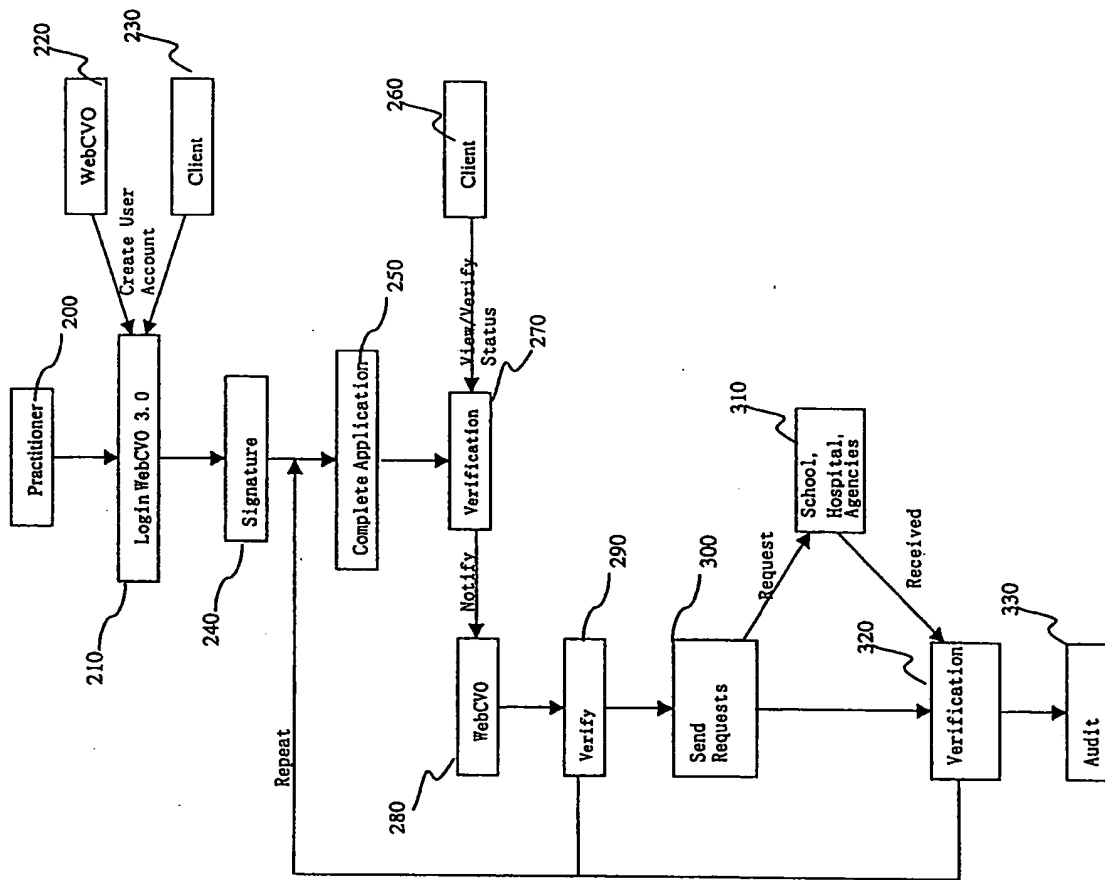 220
230
WebCVO
Client
Create User
Account
200
Practitioner
Login WebCVO 3.0
210
Signature
240
260
Client
250
Complete Application
View/Verify
Status
270
Verification
Notify
310
School,
Hospital,
Agencies
Repeat
WebCVO
280
290
Verify
300
Send
Requests
Request
Received
320
Verification
330
Audit